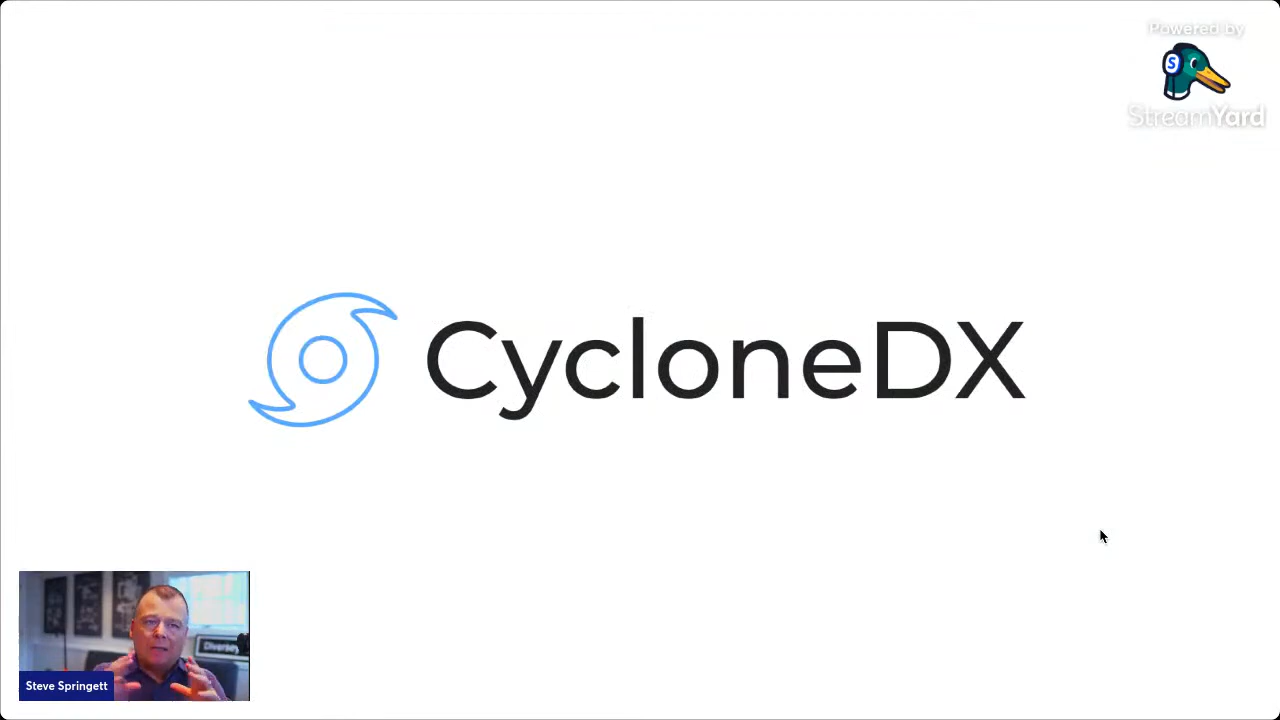 Powered by
S
StreamYard
CycloneDX
Steve Springett